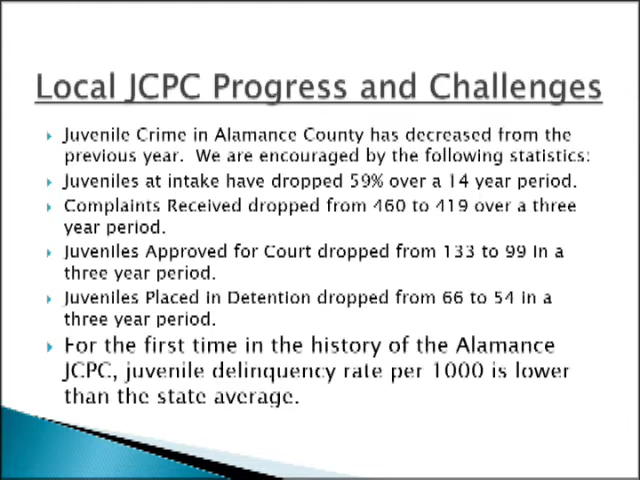 Local JCPC Progress and Challenges
Juvenile Crime in Alamance County has decreased from the
previous year. We are encouraged by the following statistics:
Juveniles at intake have dropped 59% over a 14 year period.
Complaints Received dropped from 460 to 419 over a three
year period.
Juveniles Approved for Court dropped from 133 to 99 in a
three year period.
Juveniles Placed in Detention dropped from 66 to 54 in a
three year period.
For the first time in the history of the Alamance
JCPC, juvenile delinquency rate per 1000 is lower
than the state average.